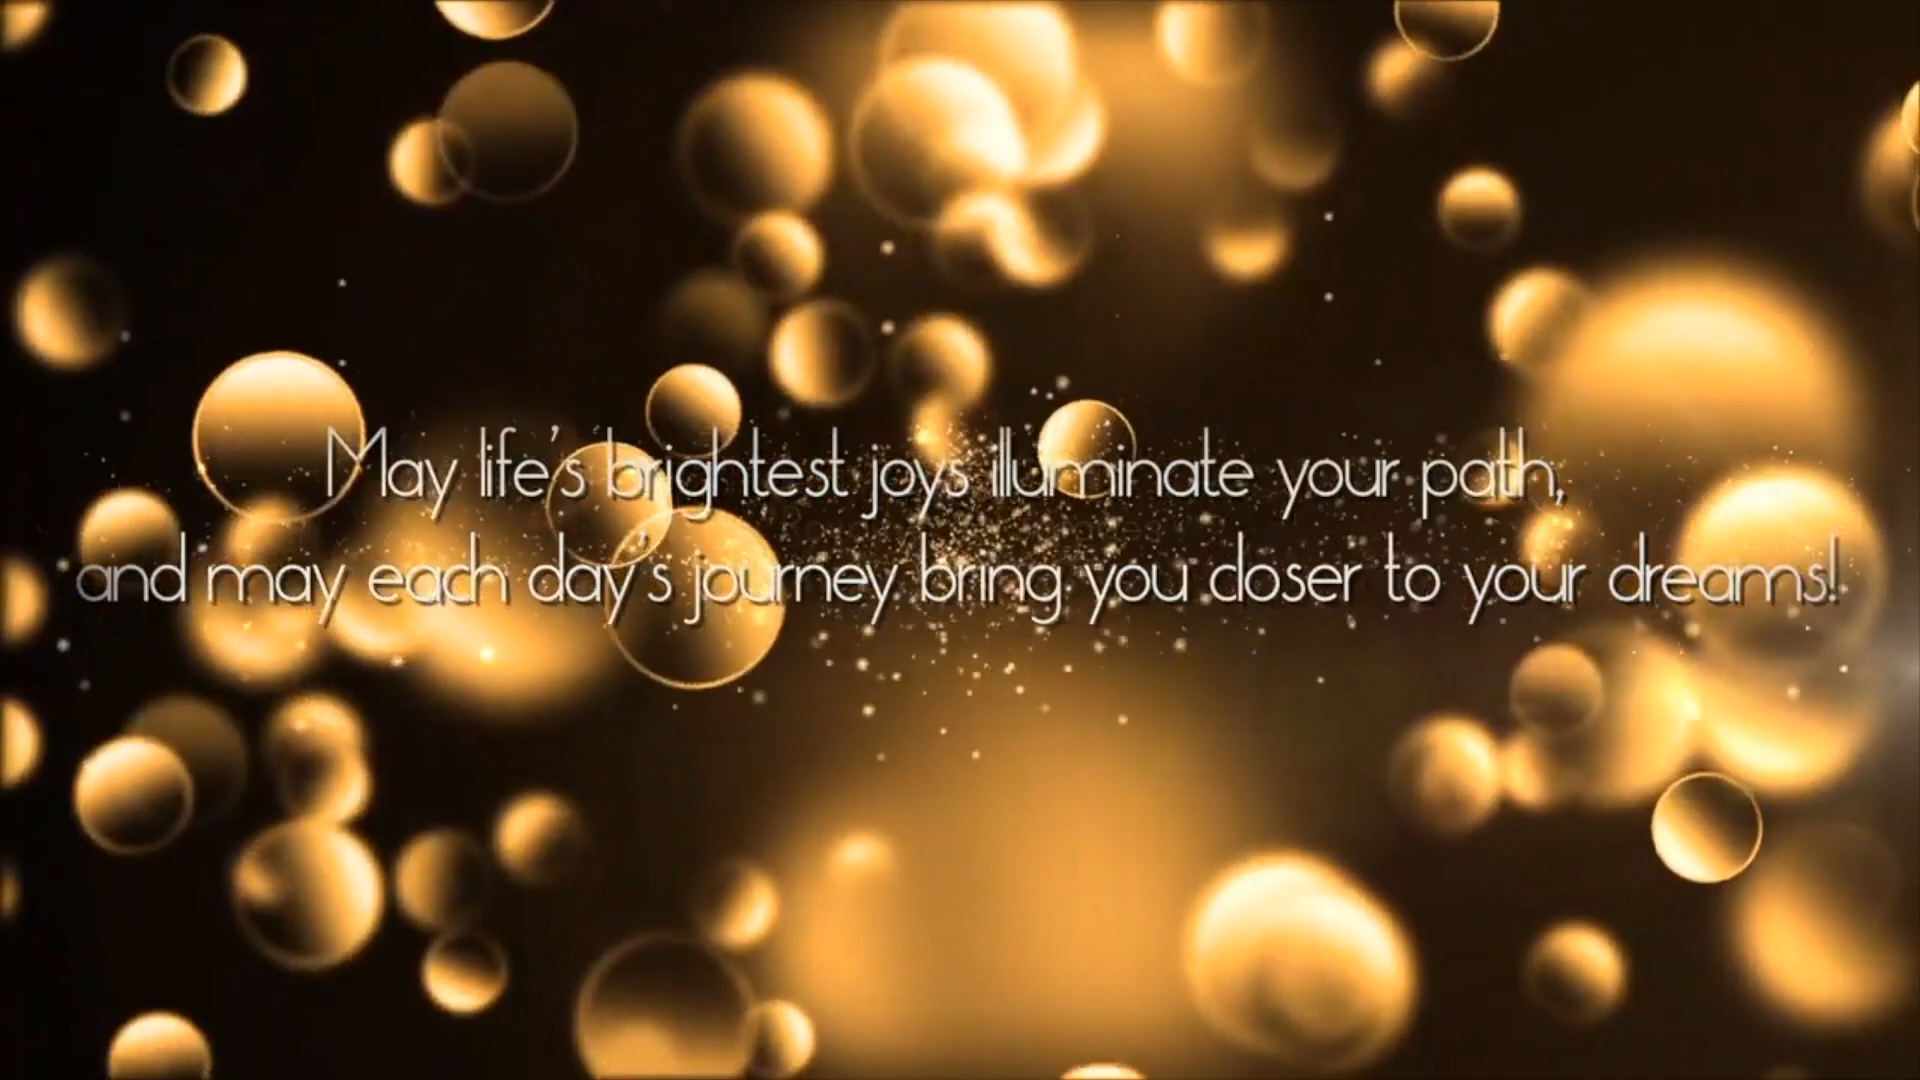 May life's brightest joys illuminate your path,
and may each day's journey bring you closer to your dreams!